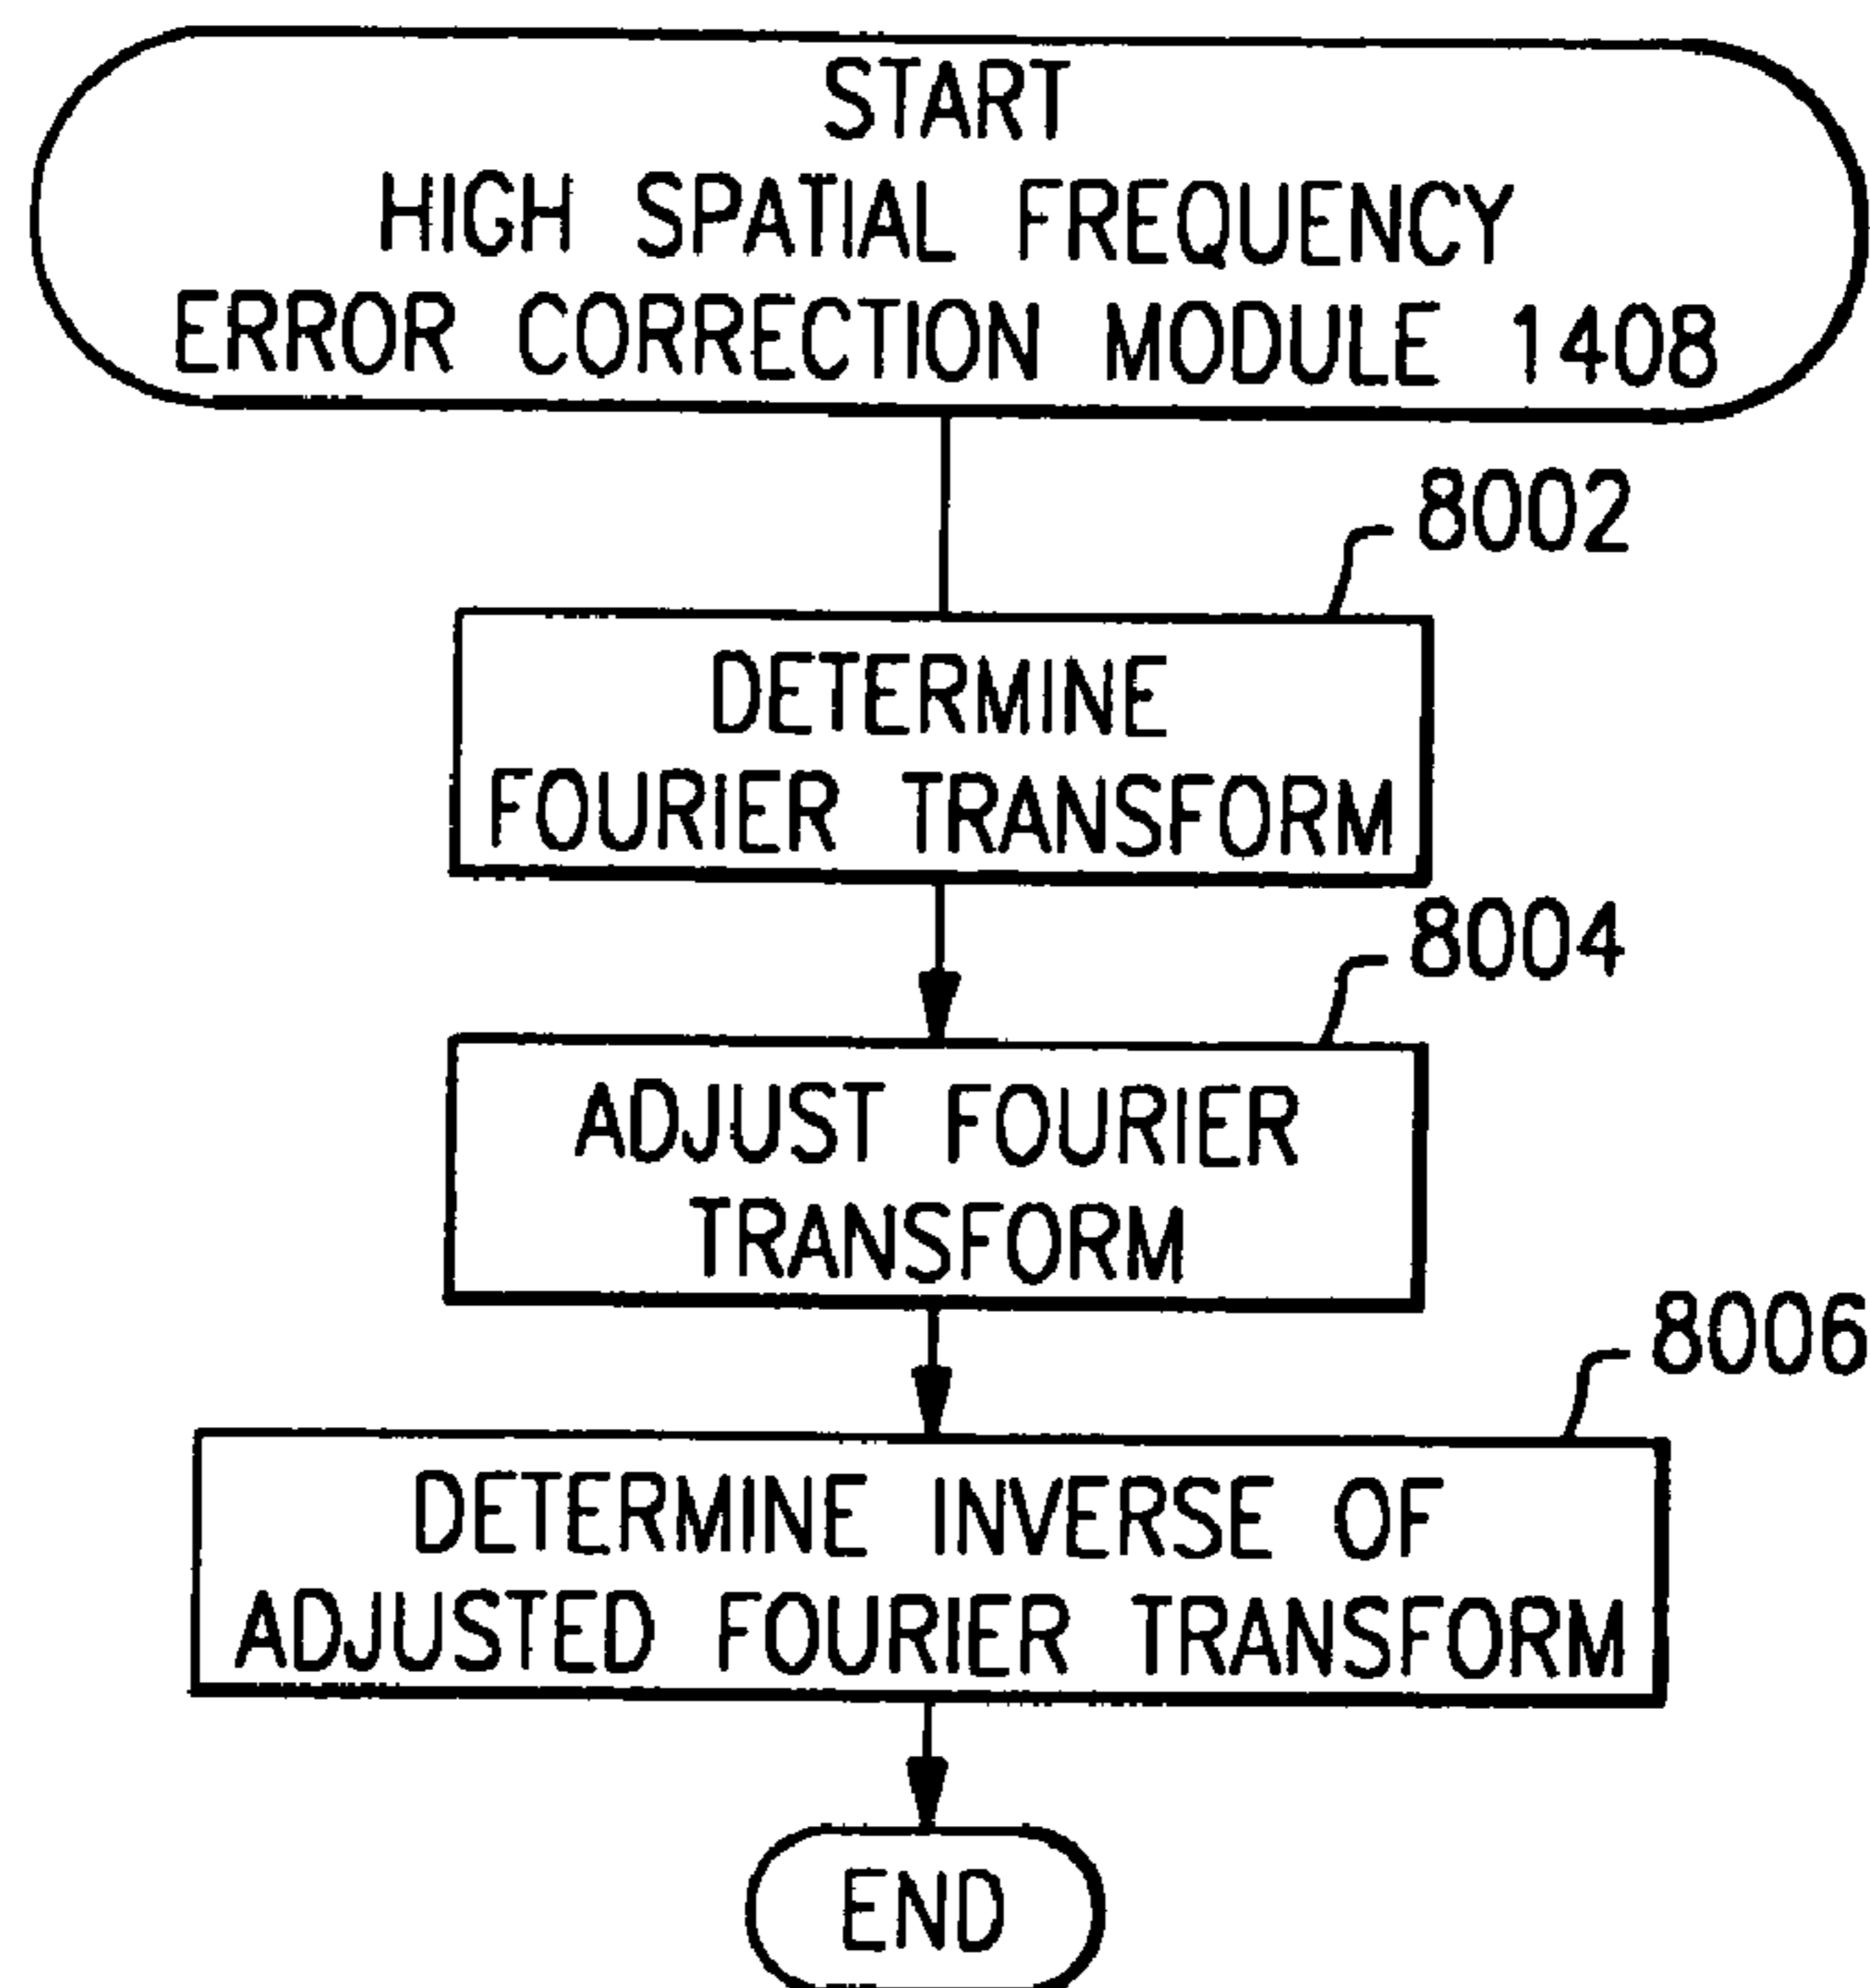 START
HIGH SPATIAL FREQUENCY
ERROR CORRECTION MODULE 1408
8002
DETERMINE
FOURIER TRANSFORM
8004
ADJUST FOURIER
TRANSFORM
8006
DETERMINE INVERSE OF
ADJUSTED FOURIER TRANSFORM
END